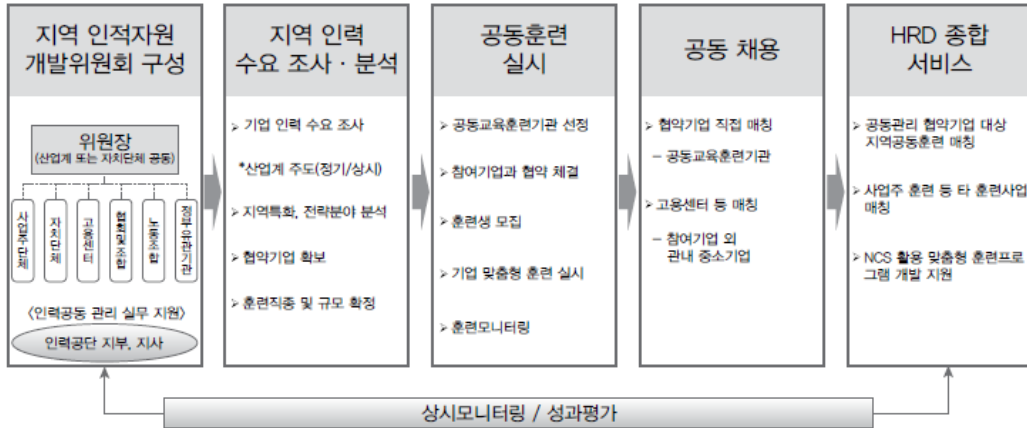 지역 인적자원
개발위원회 구성
위원장
(산업계 또는 자치단체 공동)
사업주단체
자치단체
고용센터
협회및조합
노동조합
정부유관기관
〈인력공동 관리 실무 지원〉
인력공단 지부, 지사
지역 인력
수요 조사 · 분석
➢ 기업 인력 수요 조사
*산업계 주도(정기/상시)
➢ 지역특화, 전략분야 분석
➢ 협약기업 확보
➢ 훈련직종 및 규모 확정
공동훈련
실시
➢ 공동교육훈련기관 선정
➢ 참여기업과 협약 체결
➢ 훈련생 모집
➢ 기업 맞춤형 훈련 실시
➢ 훈련모니터링
공동 채용
➢ 협약기업 직접 매칭
– 공동교육훈련기관
➢ 고용센터 등 매칭
– 참여기업 외
관내 중소기업
HRD 종합
서비스
➢ 공동관리 협약기업 대상
지역공동훈련 매칭
➢ 사업주 훈련 등 타 훈련사업
매칭
➢ NCS 활용 맞춤형 훈련프로
그램 개발 지원
상시모니터링 / 성과평가